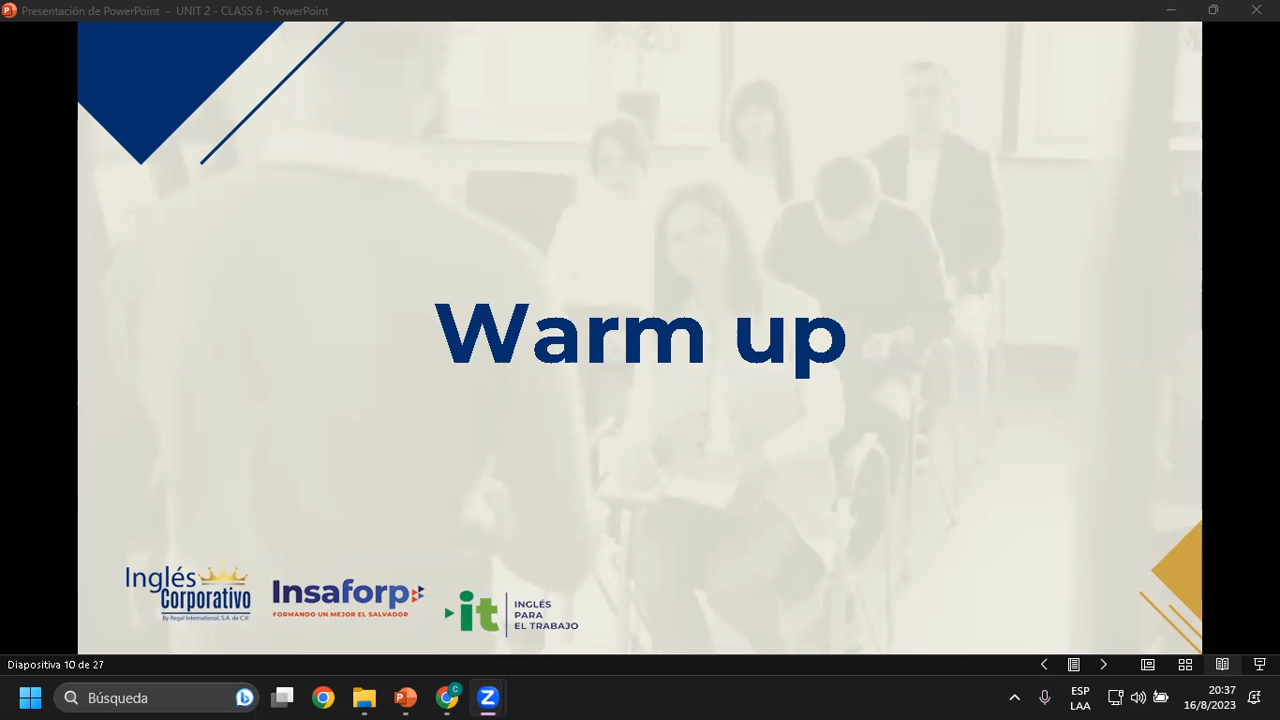 Presentación de PowerPoint - UNIT 2 - CLASS 6 - PowerPoint
Warm up
Inglés
Corporativo
By Regal International, S.A. de C.V.
Insaforp
FORMANDO UN MEJOR EL SALVADOR
it
INGLÉS
PARA
EL TRABAJO
Diapositiva 10 de 27
Búsqueda
ESP
LAA
20:37
16/8/2023